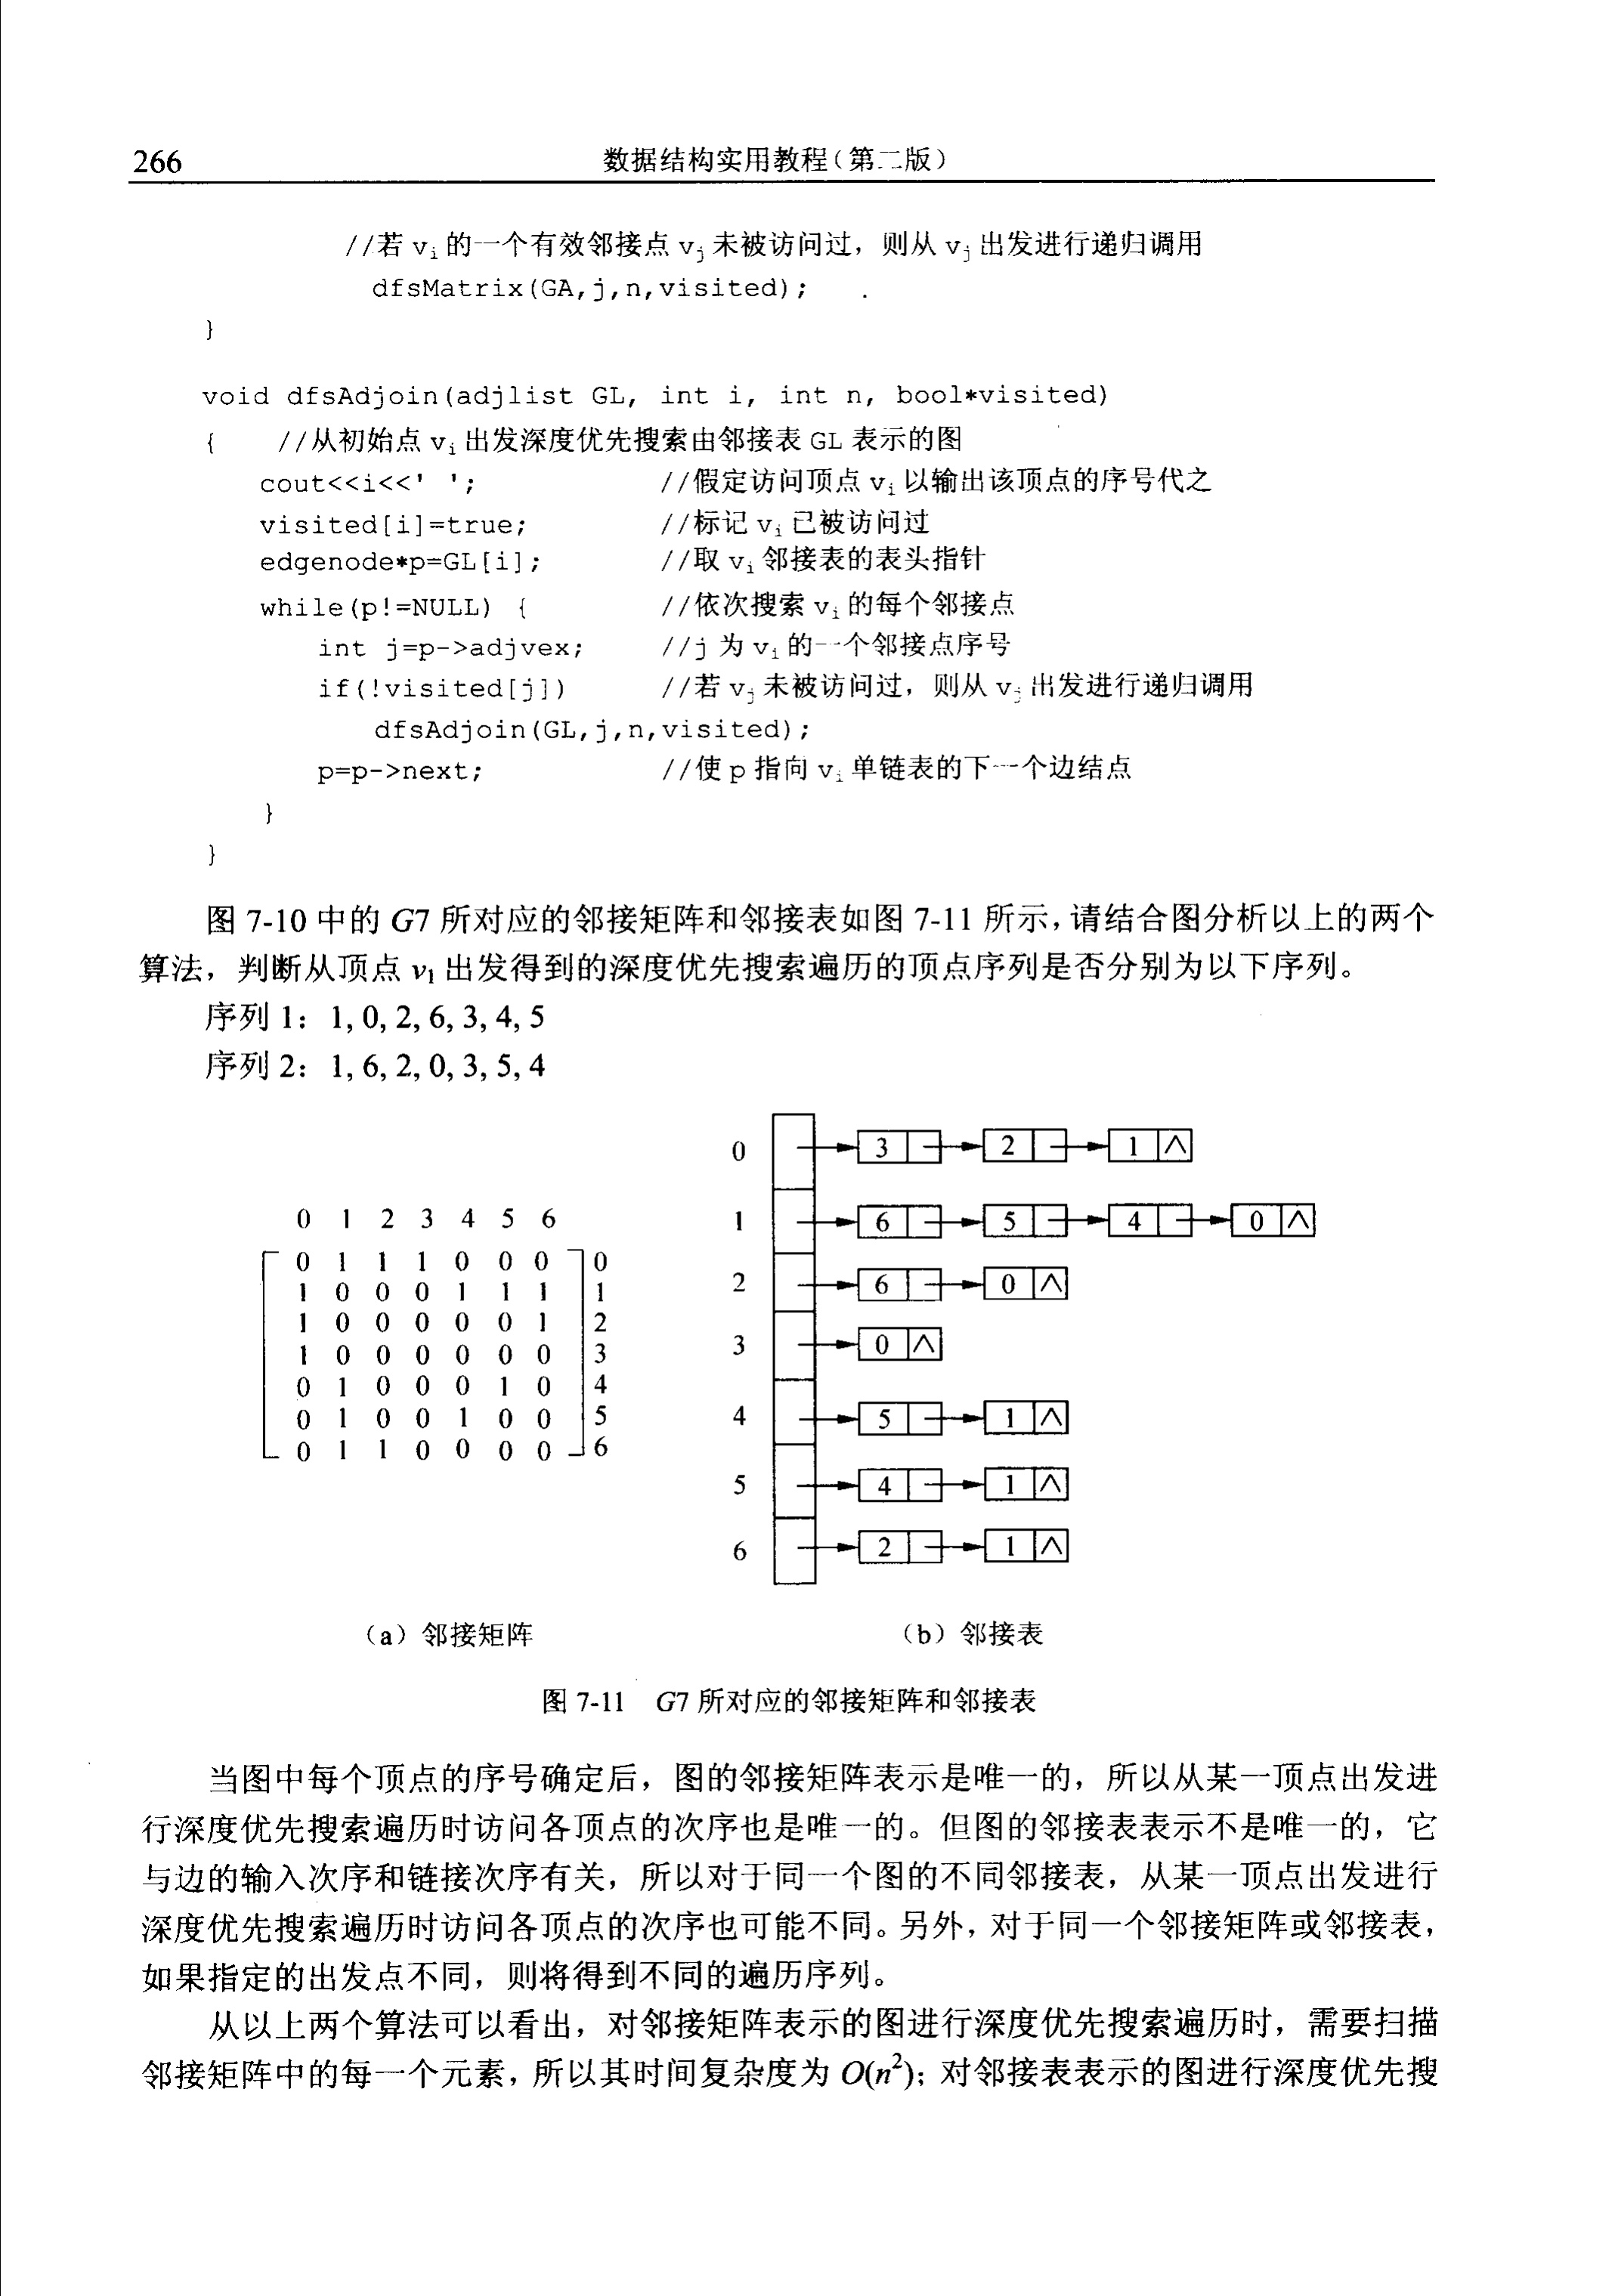 266
数据结构实用教程(第二版)
//若 vi 的一个有效邻接点 vj 未被访问过，则从 vj 出发进行递归调用
dfsMatrix(GA,j,n,visited);
}
void dfsAdjoin(adjlist GL, int i, int n, bool*visited)
{ //从初始点 vi 出发深度优先搜索由邻接表 GL 表示的图
cout<<i<<' '; //假定访问顶点 vi 以输出该顶点的序号代之
visited[i]=true; //标记 vi 已被访问过
edgenode*p=GL[i]; //取 vi 邻接表的表头指针
while(p!=NULL) { //依次搜索 vi 的每个邻接点
int j=p->adjvex; //j 为 vi 的一个邻接点序号
if(!visited[j]) //若 vj 未被访问过，则从 vj 出发进行递归调用
dfsAdjoin(GL,j,n,visited);
p=p->next; //使 p 指向 vi 单链表的下一个边结点
}
}
图 7-10 中的 G7 所对应的邻接矩阵和邻接表如图 7-11 所示，请结合图分析以上的两个
算法，判断从顶点 v1 出发得到的深度优先搜索遍历的顶点序列是否分别为以下序列。
序列 1：1, 0, 2, 6, 3, 4, 5
序列 2：1, 6, 2, 0, 3, 5, 4
0 1 2 3 4 5 6
0 1 1 1 0 0 0 0
1 0 0 0 1 1 1 1
1 0 0 0 0 0 1 2
1 0 0 0 0 0 0 3
0 1 0 0 0 1 0 4
0 1 0 0 1 0 0 5
0 1 1 0 0 0 0 6
0 3 2 1 ∧
1 6 5 4 0 ∧
2 6 0 ∧
3 0 ∧
4 5 1 ∧
5 4 1 ∧
6 2 1 ∧
（a）邻接矩阵
（b）邻接表
图 7-11 G7 所对应的邻接矩阵和邻接表
当图中每个顶点的序号确定后，图的邻接矩阵表示是唯一的，所以从某一顶点出发进
行深度优先搜索遍历时访问各顶点的次序也是唯一的。但图的邻接表表示不是唯一的，它
与边的输入次序和链接次序有关，所以对于同一个图的不同邻接表，从某一顶点出发进行
深度优先搜索遍历时访问各顶点的次序也可能不同。另外，对于同一个邻接矩阵或邻接表，
如果指定的出发点不同，则将得到不同的遍历序列。
从以上两个算法可以看出，对邻接矩阵表示的图进行深度优先搜索遍历时，需要扫描
邻接矩阵中的每一个元素，所以其时间复杂度为 O(n²)；对邻接表表示的图进行深度优先搜